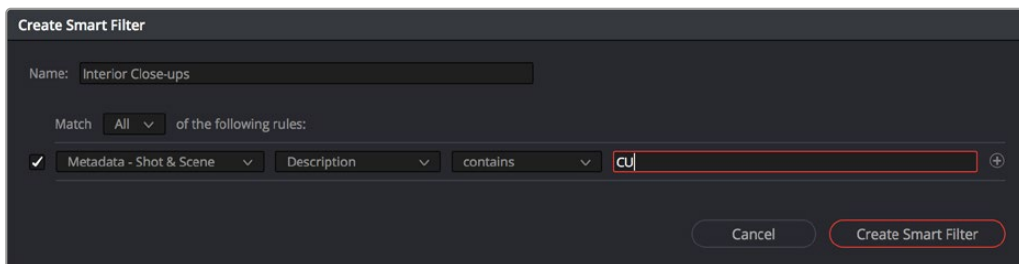 Create Smart Filter
Name: Interior Close-ups
Match All of the following rules:
Metadata - Shot & Scene Description contains CU
Cancel Create Smart Filter